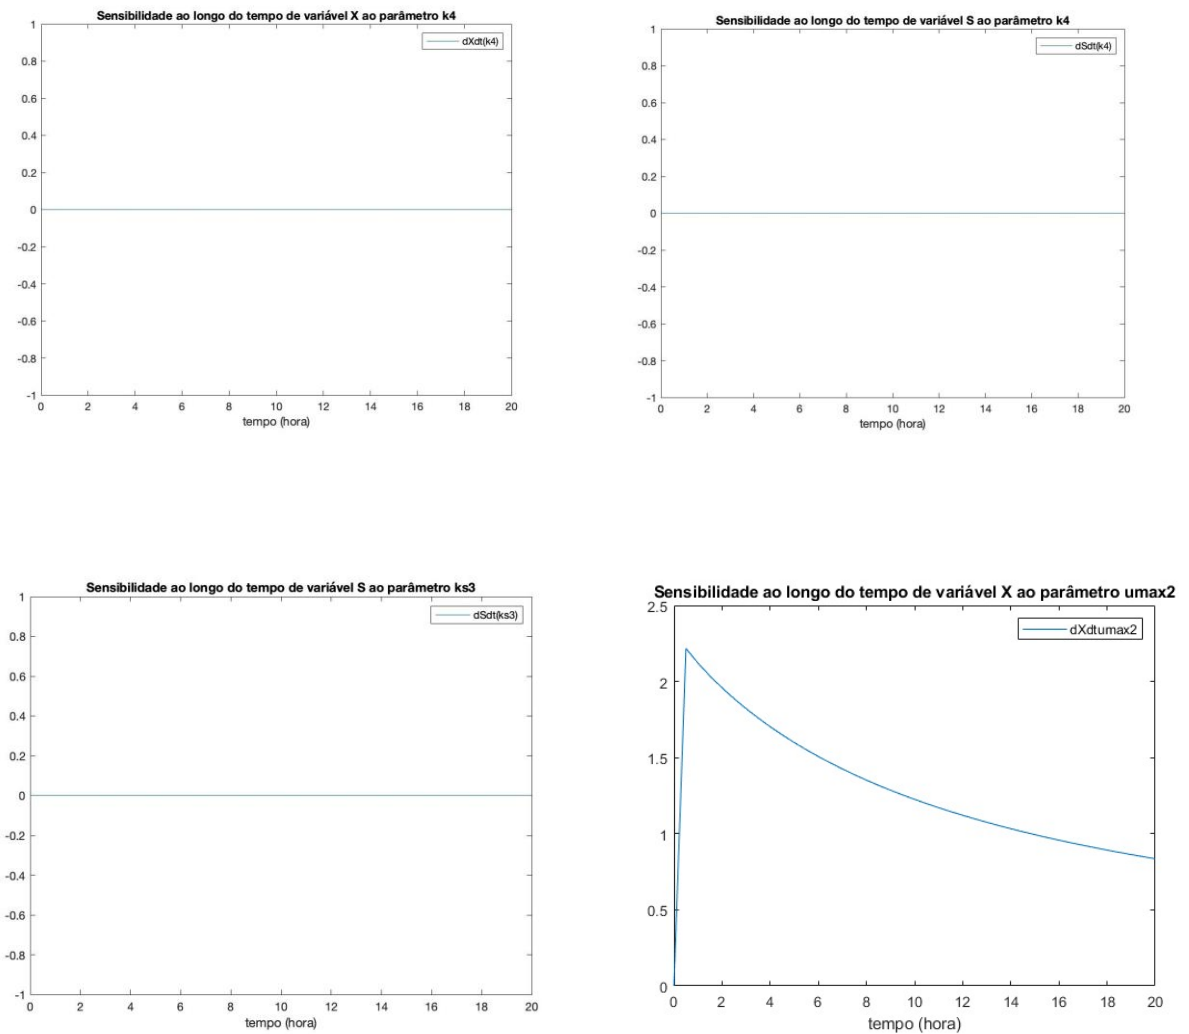 Sensibilidade ao longo do tempo de variável X ao parâmetro k4
1
0.8
0.6
0.4
0.2
0
-0.2
-0.4
-0.6
-0.8
-1
dXdt(k4)
0 2 4 6 8 10 12 14 16 18 20
tempo (hora)
Sensibilidade ao longo do tempo de variável S ao parâmetro k4
1
0.8
0.6
0.4
0.2
0
-0.2
-0.4
-0.6
-0.8
-1
dSdt(k4)
0 2 4 6 8 10 12 14 16 18 20
tempo (hora)
Sensibilidade ao longo do tempo de variável S ao parâmetro ks3
1
0.8
0.6
0.4
0.2
0
-0.2
-0.4
-0.6
-0.8
-1
dSdt(ks3)
0 2 4 6 8 10 12 14 16 18 20
tempo (hora)
Sensibilidade ao longo do tempo de variável X ao parâmetro umax2
2.5
2
1.5
1
0.5
0
dXdtumax2
0 2 4 6 8 10 12 14 16 18 20
tempo (hora)